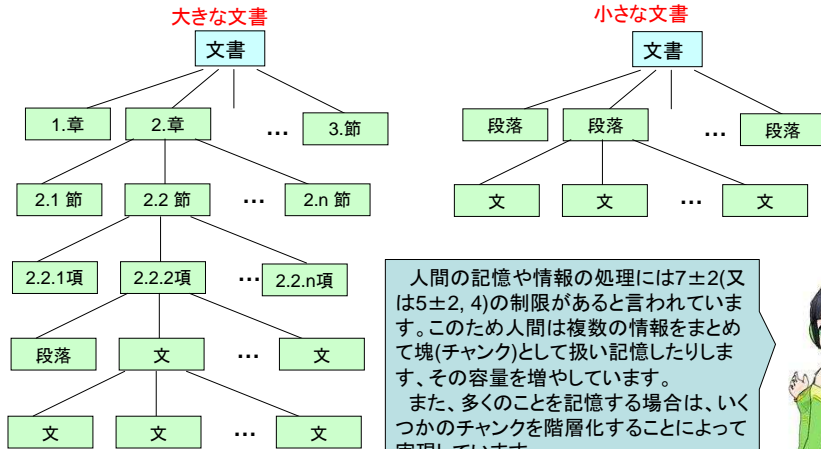 大きな文書
文書
1.章 2.章 ... 3.節
2.1 節 2.2 節 ... 2.n 節
2.2.1項 2.2.2項 ... 2.2.n項
段落 文 ... 文
文 文 ... 文
小さな文書
文書
段落 段落 ... 段落
文 文 ... 文
人間の記憶や情報の処理には7±2(又
は5±2, 4)の制限があると言われていま
す。このため人間は複数の情報をまとめ
て塊(チャンク)として扱い記憶したりしま
す、その容量を増やしています。
また、多くのことを記憶する場合は、いく
つかのチャンクを階層化することによって
実現しています。